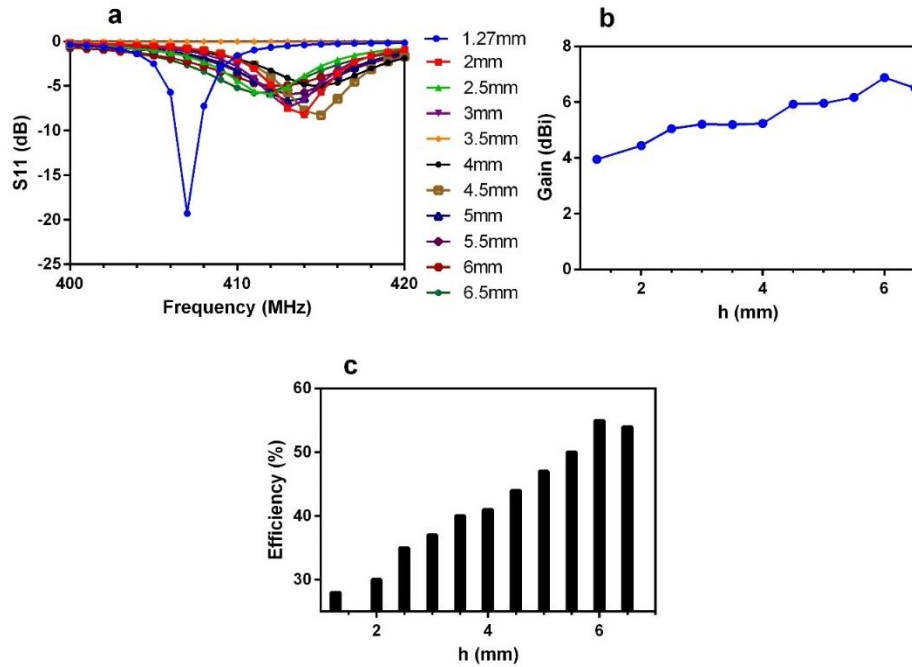 a
0
-5
-10
-15
-20
-25
S11 (dB)
400
410
420
Frequency (MHz)
1.27mm
2mm
2.5mm
3mm
3.5mm
4mm
4.5mm
5mm
5.5mm
6mm
6.5mm
b
8
6
4
2
0
Gain (dBi)
2
4
6
h (mm)
c
60
50
40
30
Efficiency (%)
2
4
6
h (mm)